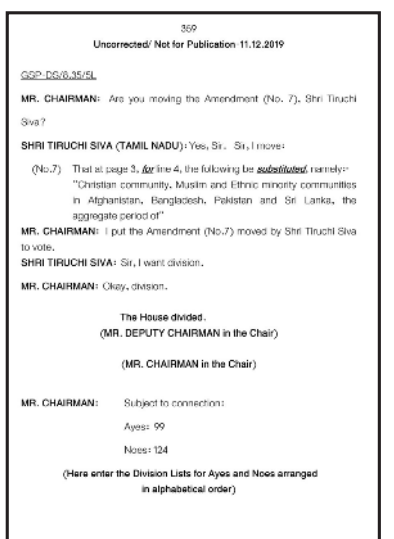 359
Uncorrected/ Not for Publication-11.12.2019
GSP-DS/8.35/5L
MR. CHAIRMAN: Are you moving the Amendment (No. 7), Shri Tiruchi
Siva?
SHRI TIRUCHI SIVA (TAMIL NADU): Yes, Sir. Sir, I move:
(No.7) That at page 3, for line 4, the following be substituted, namely:-
"Christian community, Muslim and Ethnic minority communities
in Afghanistan, Bangladesh, Pakistan and Sri Lanka, the
aggregate period of"
MR. CHAIRMAN: I put the Amendment (No.7) moved by Shri Tiruchi Siva
to vote.
SHRI TIRUCHI SIVA: Sir, I want division.
MR. CHAIRMAN: Okay, division.
The House divided.
(MR. DEPUTY CHAIRMAN in the Chair)
(MR. CHAIRMAN in the Chair)
MR. CHAIRMAN: Subject to connection:
Ayes: 99
Noes: 124
(Here enter the Division Lists for Ayes and Noes arranged
in alphabetical order)